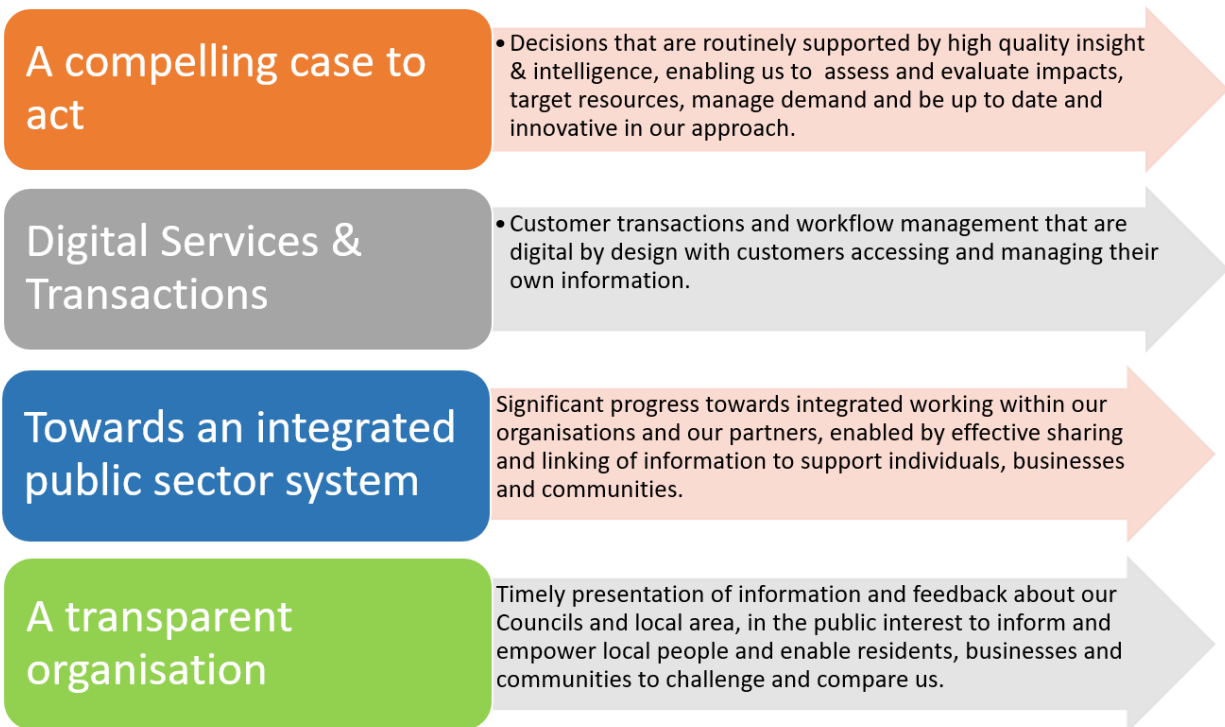 A compelling case to
act
• Decisions that are routinely supported by high quality insight
& intelligence, enabling us to  assess and evaluate impacts,
target resources, manage demand and be up to date and
innovative in our approach.
Digital Services &
Transactions
• Customer transactions and workflow management that are
digital by design with customers accessing and managing their
own information.
Towards an integrated
public sector system
Significant progress towards integrated working within our
organisations and our partners, enabled by effective sharing
and linking of information to support individuals, businesses
and communities.
A transparent
organisation
Timely presentation of information and feedback about our
Councils and local area, in the public interest to inform and
empower local people and enable residents, businesses and
communities to challenge and compare us.